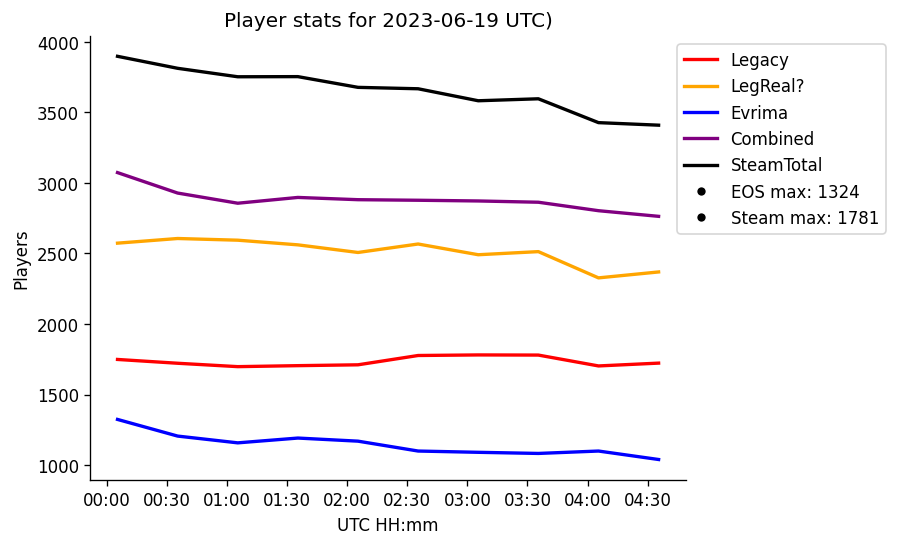 Player stats for 2023-06-19 UTC)
4000
3500
3000
2500
2000
1500
1000
Players
00:00 00:30 01:00 01:30 02:00 02:30 03:00 03:30 04:00 04:30
UTC HH:mm
Legacy
LegReal?
Evrima
Combined
SteamTotal
EOS max: 1324
Steam max: 1781